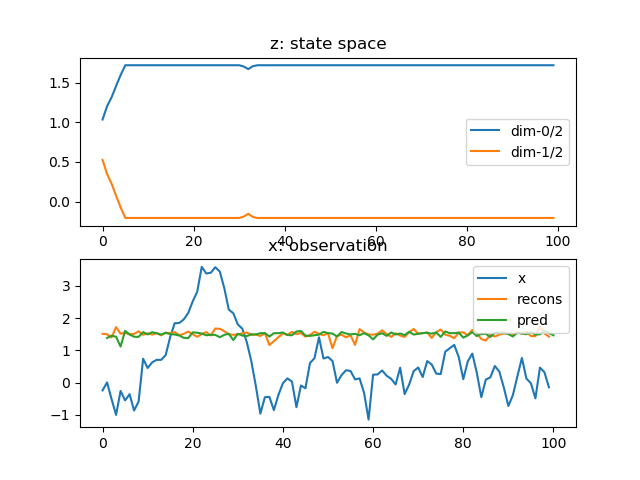 z: state space
1.5
1.0
0.5
0.0
dim-0/2
dim-1/2
0 20 40 60 80 100
x: observation
3
2
1
0
−1
x
recons
pred
0 20 40 60 80 100